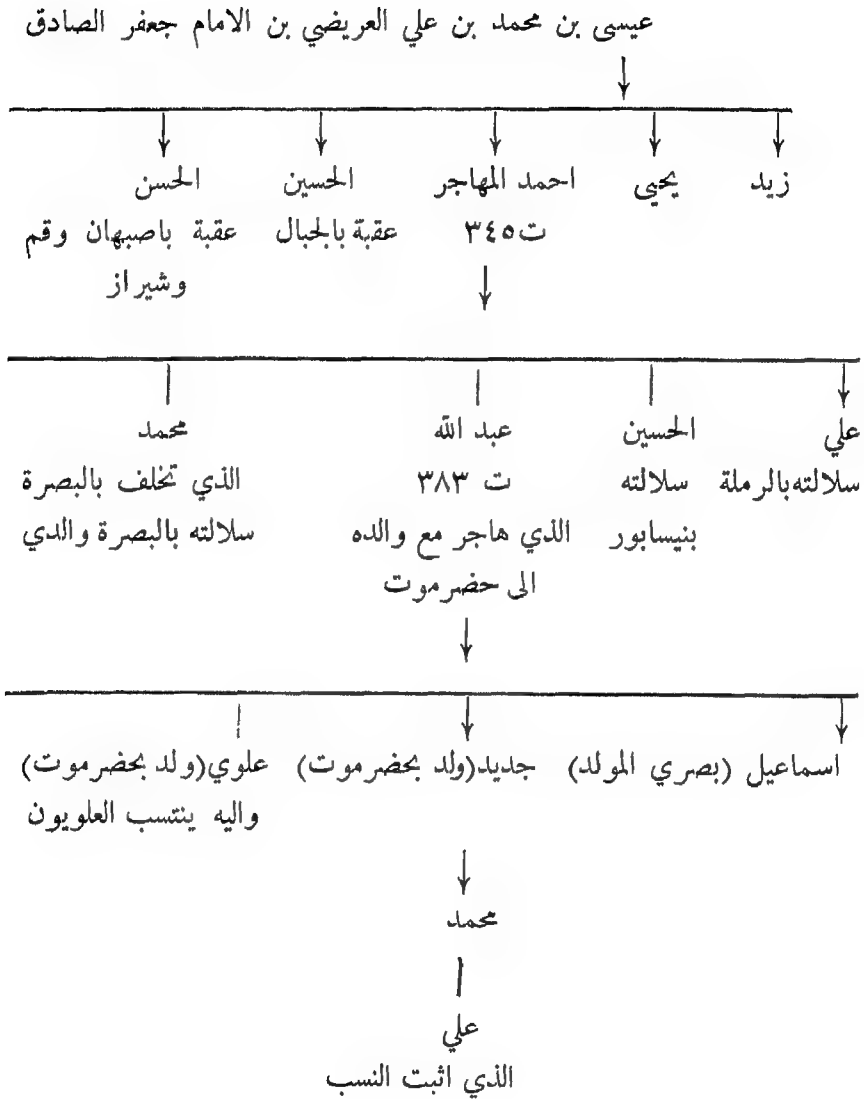 عيسى بن محمد بن علي العريضي بن الامام جعفر الصادق
زيد يحيى احمد المهاجر الحسين الحسن
ت٣٤٥ عقبة بالجبال عقبة باصبهان وقم
وشيراز
علي الحسين عبد الله محمد
سلالته بالرملة سلالته ت ٣٨٣ الذي تخلف بالبصرة
بنيسابور الذي هاجر مع والده سلالته بالبصرة والدي
الى حضرموت
اسماعيل (بصري المولد) جديد(ولد بحضرموت) علوي(ولد بحضرموت)
واليه ينتسب العلويون
محمد
علي
الذي اثبت النسب